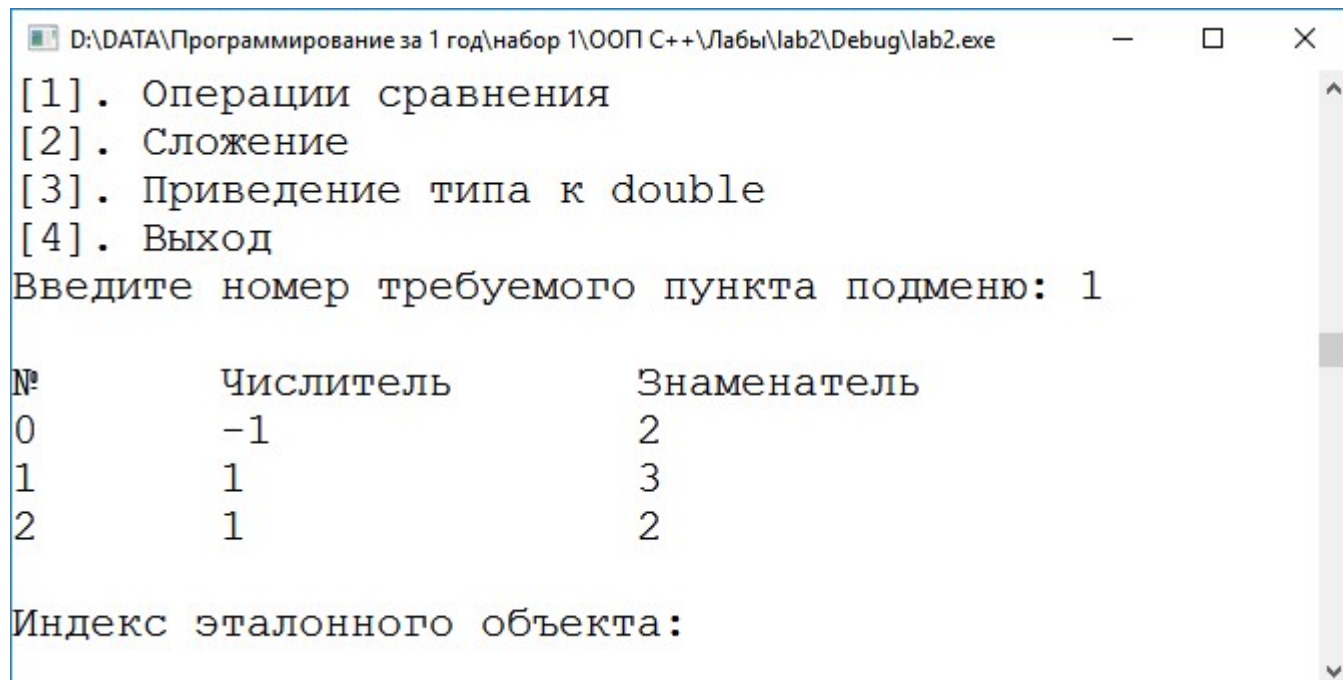 D:\DATA\Программирование за 1 год\набор 1\ООП C++\Лабы\lab2\Debug\lab2.exe
[1]. Операции сравнения
[2]. Сложение
[3]. Приведение типа к double
[4]. Выход
Введите номер требуемого пункта подменю: 1
№ Числитель Знаменатель
0 -1 2
1 1 3
2 1 2
Индекс эталонного объекта: